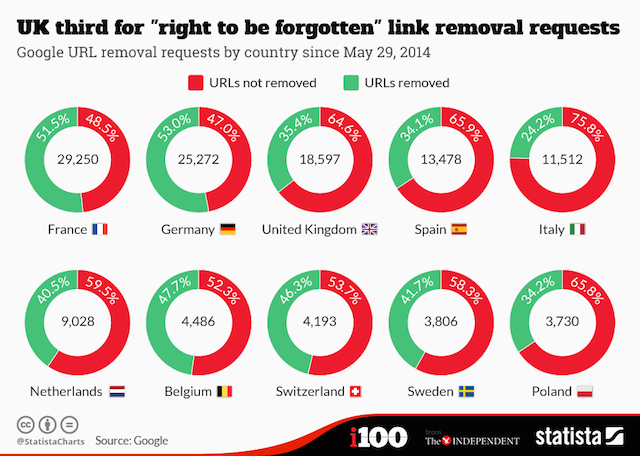 UK third for "right to be forgotten" link removal requests
Google URL removal requests by country since May 29, 2014
URLs not removed
URLs removed
51.5% 48.5%
29,250
France
53.0% 47.0%
25,272
Germany
35.4% 64.6%
18,597
United Kingdom
34.1% 65.9%
13,478
Spain
24.2% 75.8%
11,512
Italy
40.5% 59.5%
9,028
Netherlands
47.7% 52.3%
4,486
Belgium
46.3% 53.7%
4,193
Switzerland
41.7% 58.3%
3,806
Sweden
34.2% 65.8%
3,730
Poland
@StatistaCharts Source: Google
i100
from
The INDEPENDENT
statista